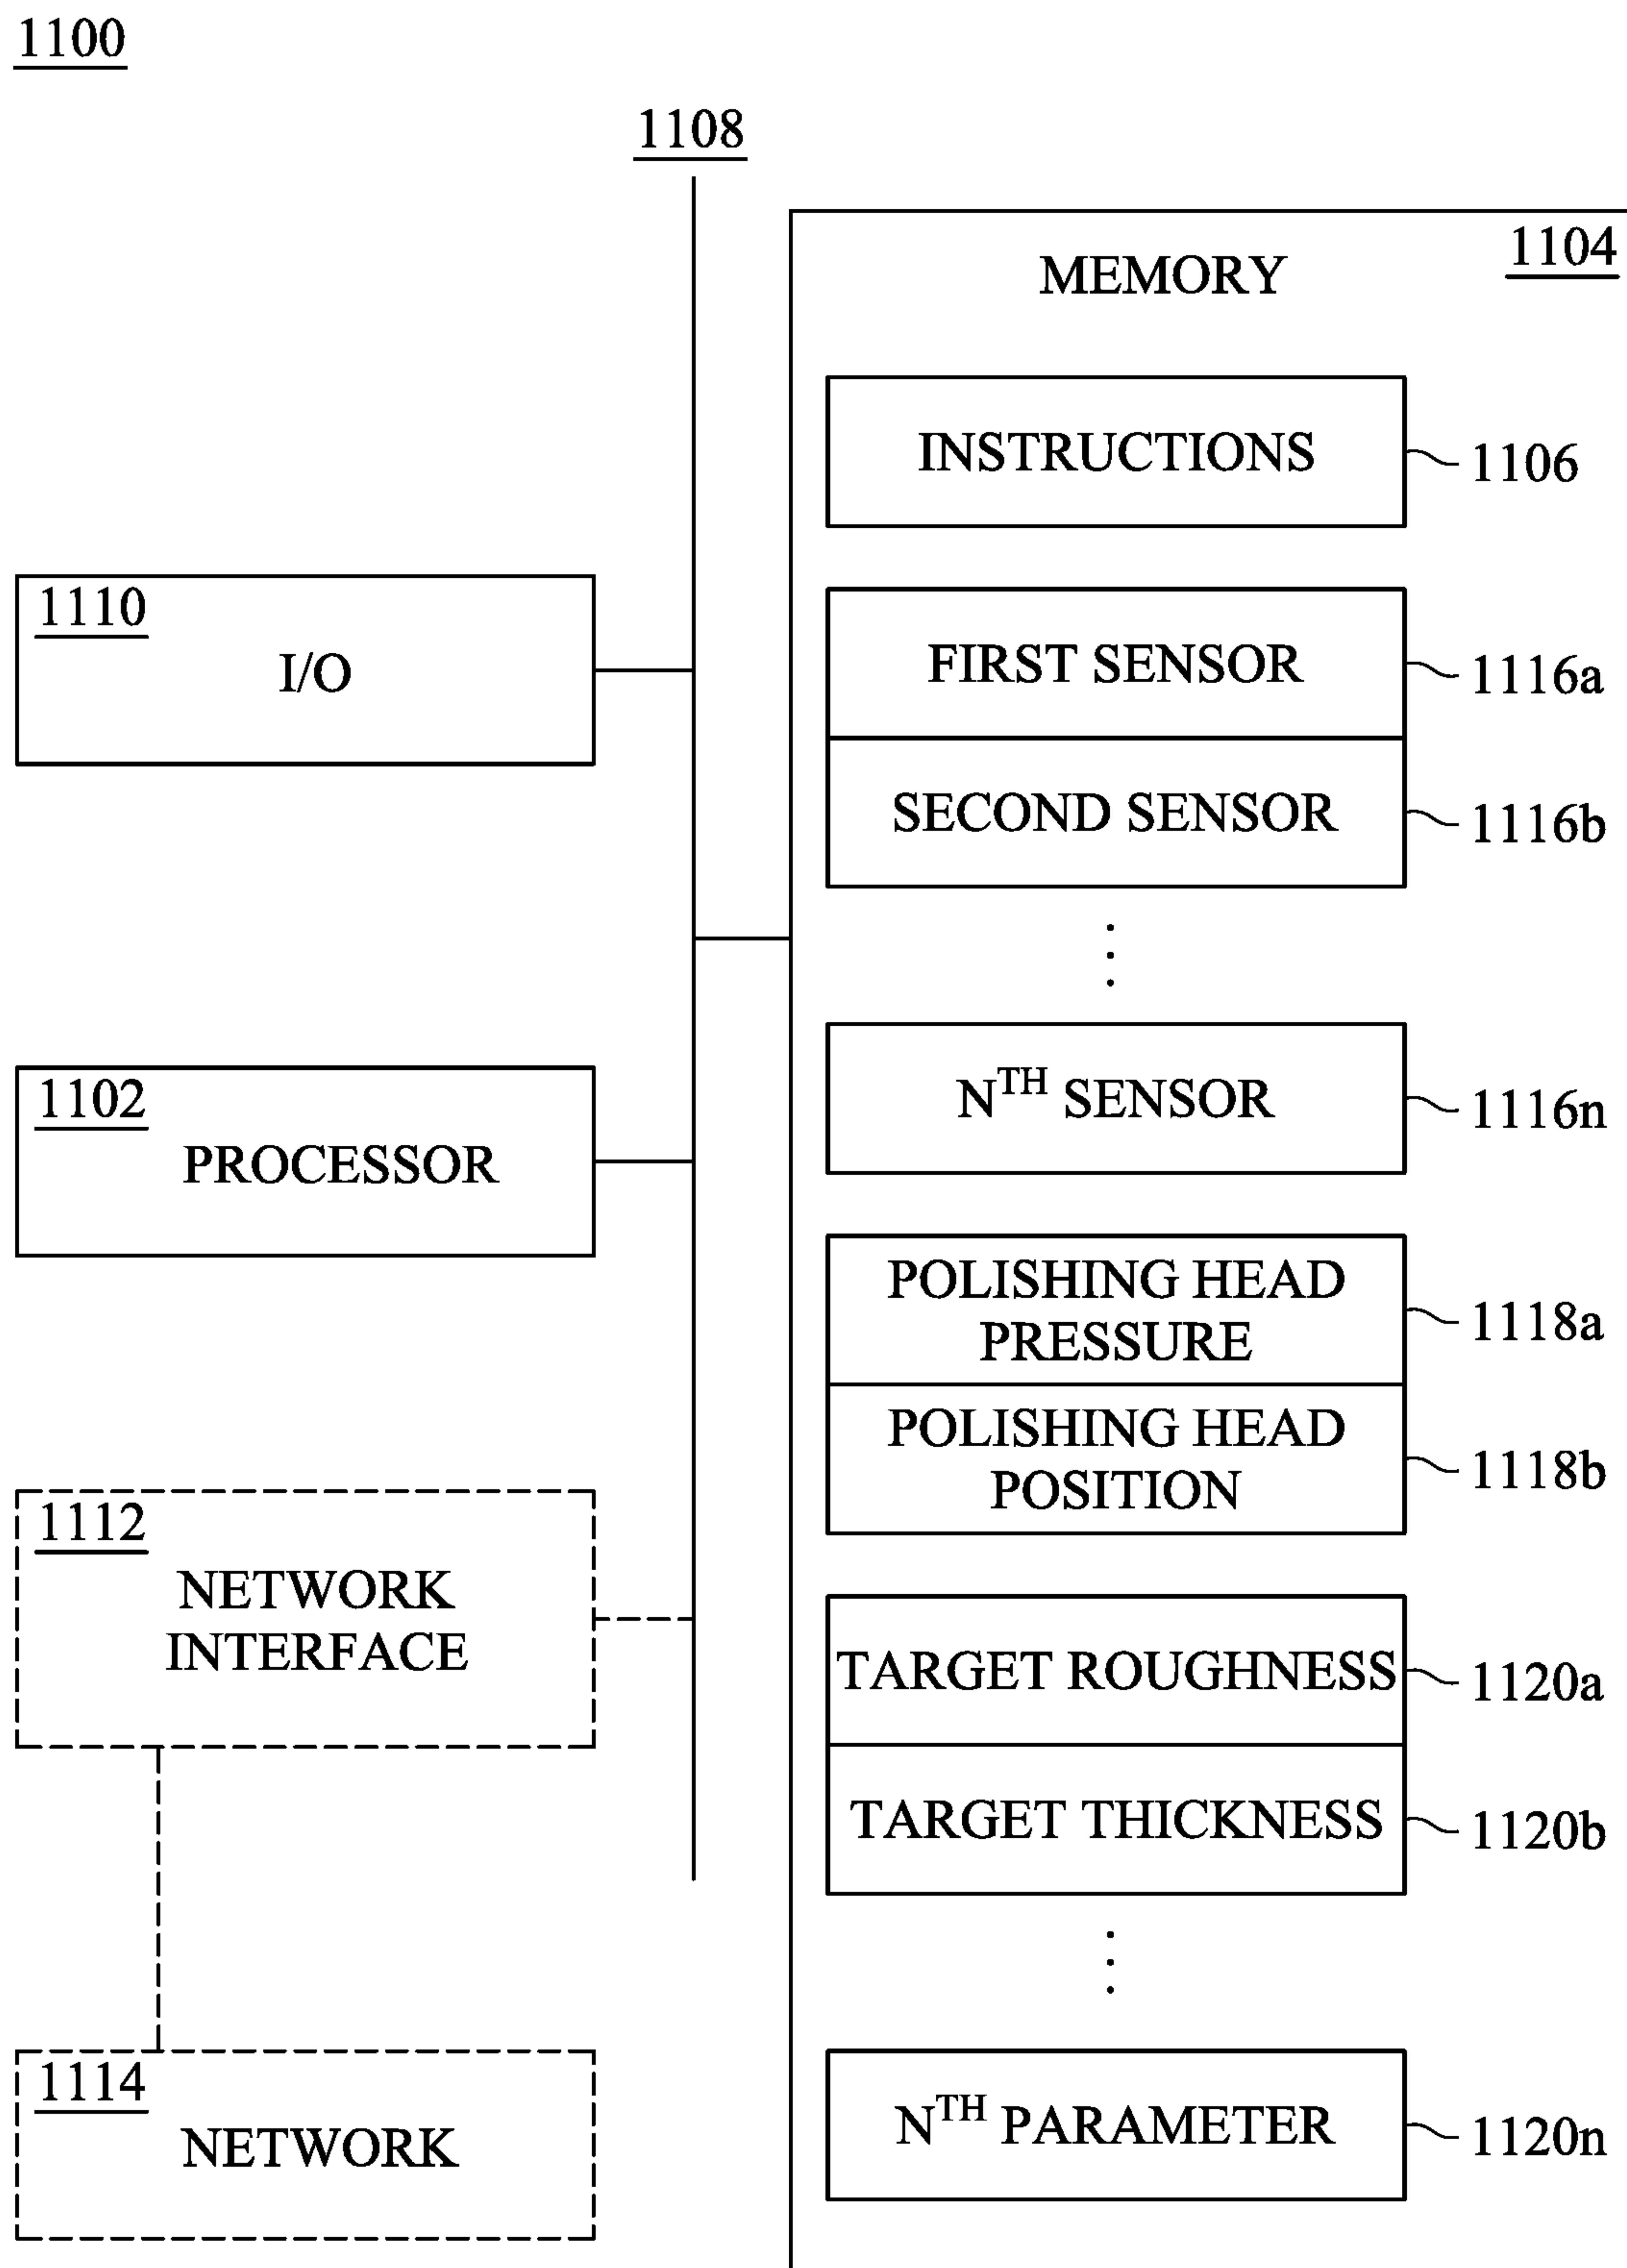 1100
1108
1104
MEMORY
INSTRUCTIONS
1106
1110
I/O
FIRST SENSOR
1116a
SECOND SENSOR
1116b
NTH SENSOR
1116n
1102
PROCESSOR
POLISHING HEAD
PRESSURE
1118a
POLISHING HEAD
POSITION
1118b
1112
NETWORK
INTERFACE
TARGET ROUGHNESS
1120a
TARGET THICKNESS
1120b
1114
NETWORK
NTH PARAMETER
1120n